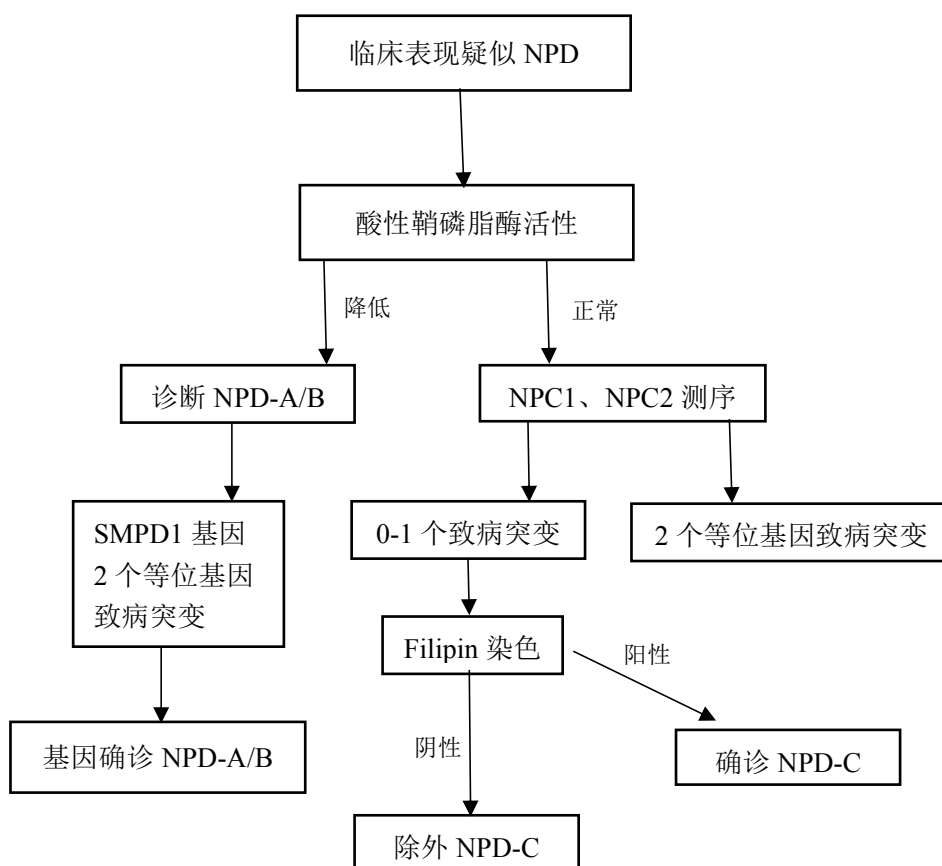 临床表现疑似 NPD
酸性鞘磷脂酶活性
降低
正常
诊断 NPD-A/B
NPC1、NPC2 测序
SMPD1 基因
2 个等位基因
致病突变
0-1 个致病突变
2 个等位基因致病突变
Filipin 染色
阳性
基因确诊 NPD-A/B
阴性
确诊 NPD-C
除外 NPD-C